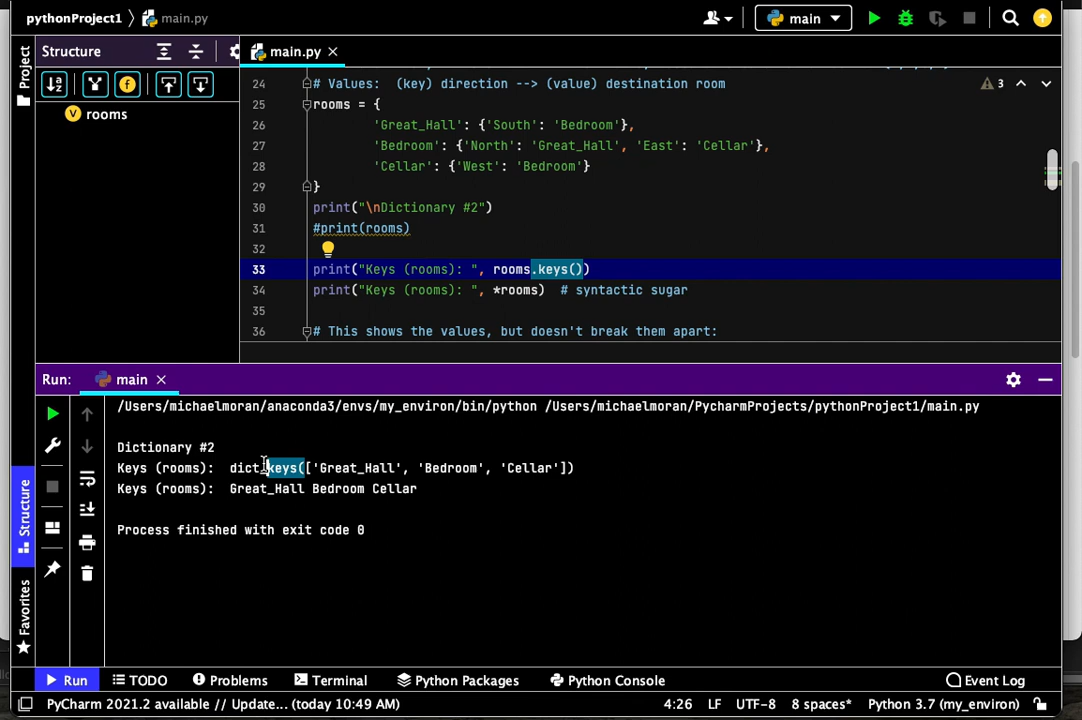 pythonProject1 main.py main
Structure main.py
Project
rooms
24 # Values: (key) direction --> (value) destination room 3
25 rooms = {
26 'Great_Hall': {'South': 'Bedroom'},
27 'Bedroom': {'North': 'Great_Hall', 'East': 'Cellar'},
28 'Cellar': {'West': 'Bedroom'}
29 }
30 print("\nDictionary #2")
31 #print(rooms)
32
33 print("Keys (rooms): ", rooms.keys())
34 print("Keys (rooms): ", *rooms) # syntactic sugar
35
36 # This shows the values, but doesn't break them apart:
Run: main
/Users/michaelmoran/anaconda3/envs/my_environ/bin/python /Users/michaelmoran/PycharmProjects/pythonProject1/main.py
Dictionary #2
Keys (rooms): dict_keys(['Great_Hall', 'Bedroom', 'Cellar'])
Keys (rooms): Great_Hall Bedroom Cellar
Process finished with exit code 0
Structure
Favorites
Run TODO Problems Terminal Python Packages Python Console Event Log
PyCharm 2021.2 available // Update... (today 10:49 AM) 4:26 LF UTF-8 8 spaces* Python 3.7 (my_environ)